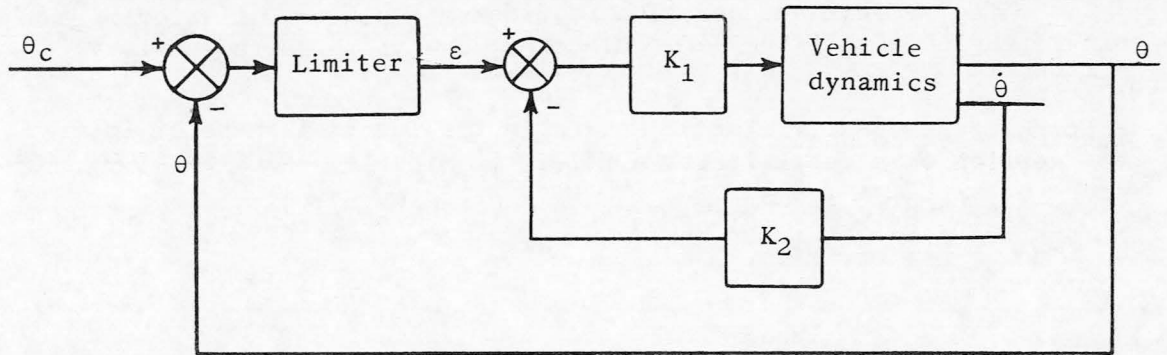 θc
+
−
Limiter
ε
+
−
K1
Vehicle
dynamics
θ
θ̇
θ
K2